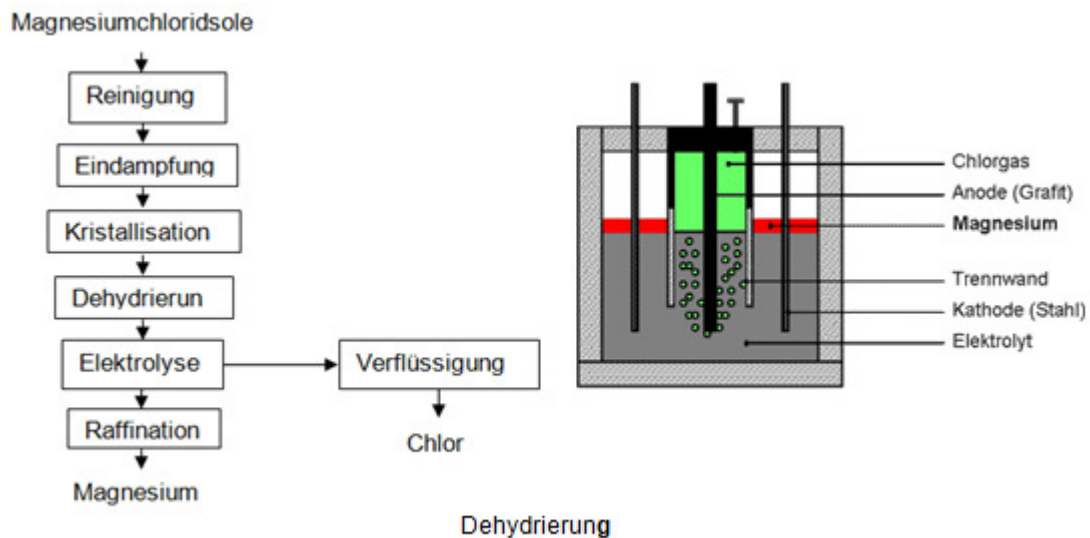 Magnesiumchloridsole
Reinigung
Eindampfung
Kristallisation
Dehydrierun
Elektrolyse
Verflüssigung
Raffination
Chlor
Magnesium
Chlorgas
Anode (Grafit)
Magnesium
Trennwand
Kathode (Stahl)
Elektrolyt
Dehydrierung